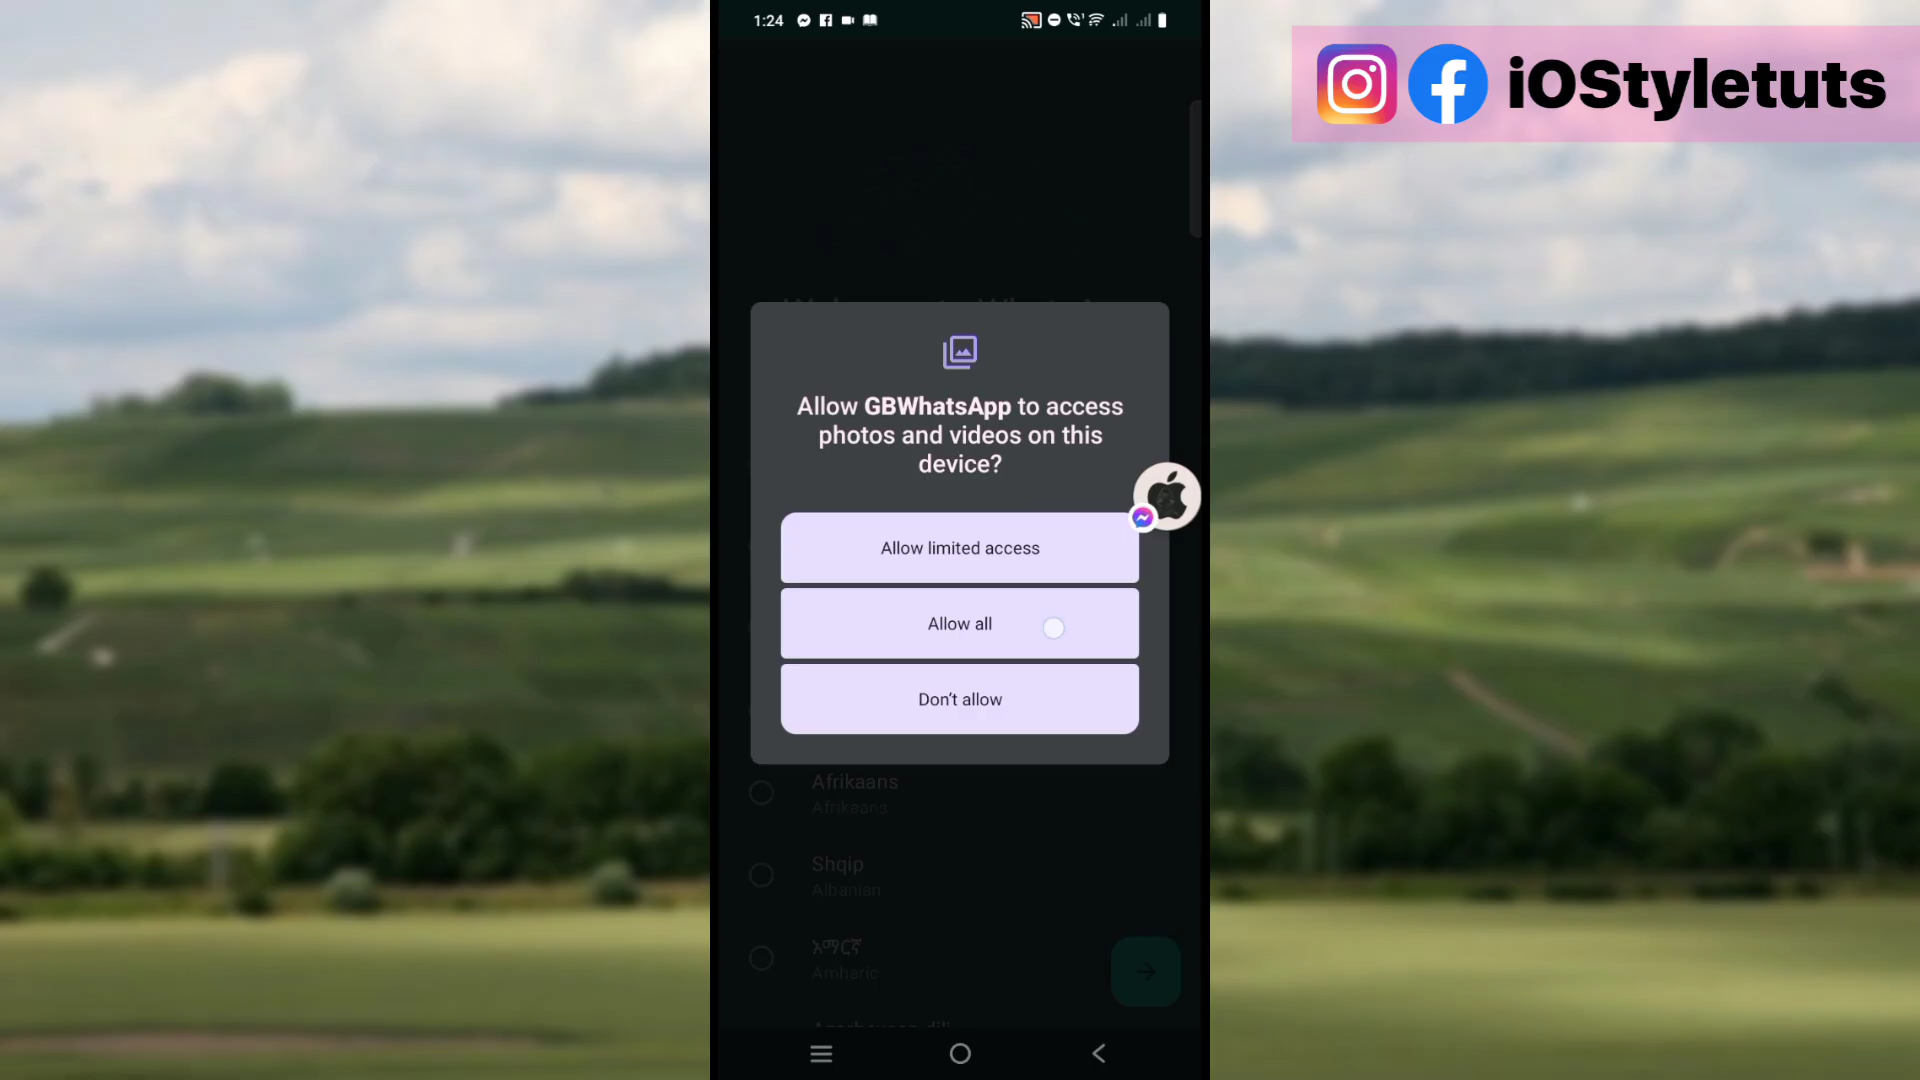 1:24
iOStyletuts
Allow GBWhatsApp to access
photos and videos on this
device?
Allow limited access
Allow all
Don't allow
Afrikaans
Afrikaans
Shqip
Albanian
አማርኛ
Amharic